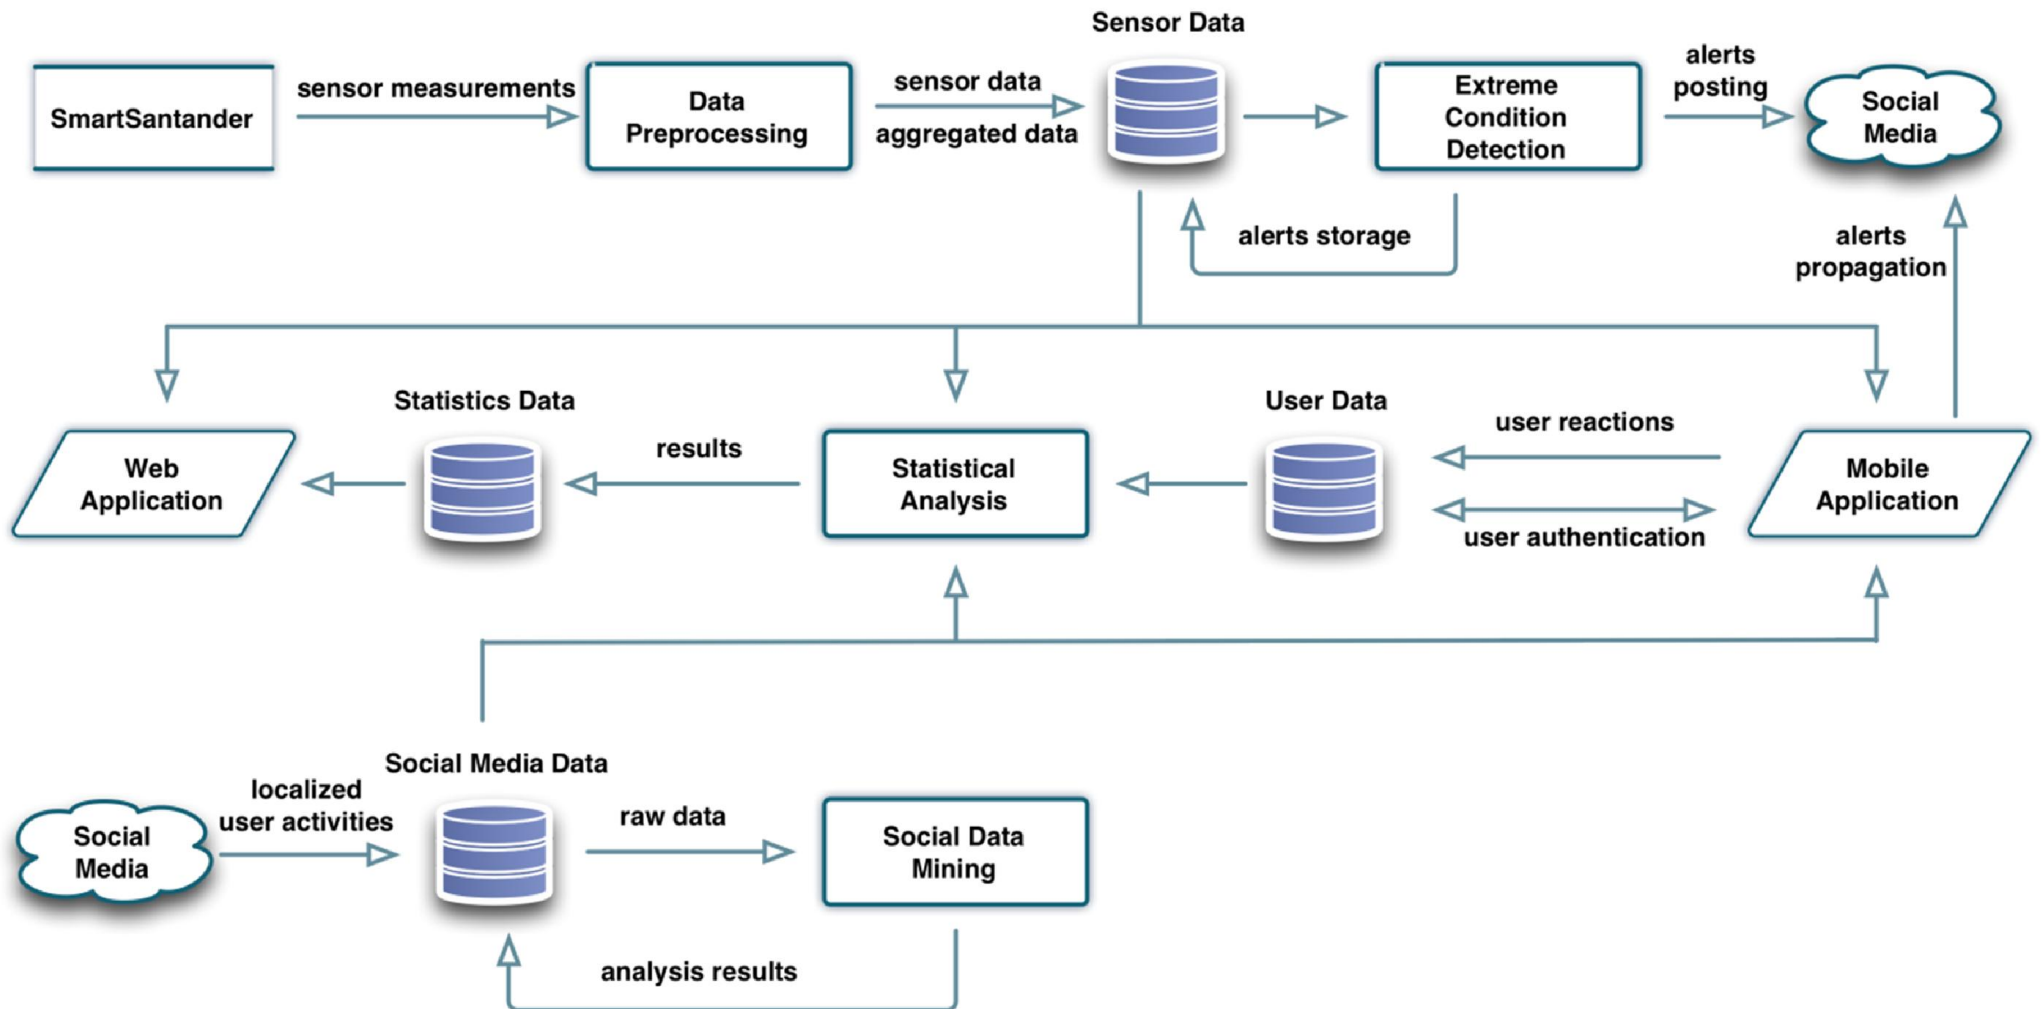 Sensor Data
SmartSantander
sensor measurements
Data
Preprocessing
sensor data
aggregated data
Extreme
Condition
Detection
alerts
posting
Social
Media
alerts storage
alerts
propagation
Web
Application
Statistics Data
results
Statistical
Analysis
User Data
user reactions
user authentication
Mobile
Application
Social
Media
localized
user activities
Social Media Data
raw data
Social Data
Mining
analysis results